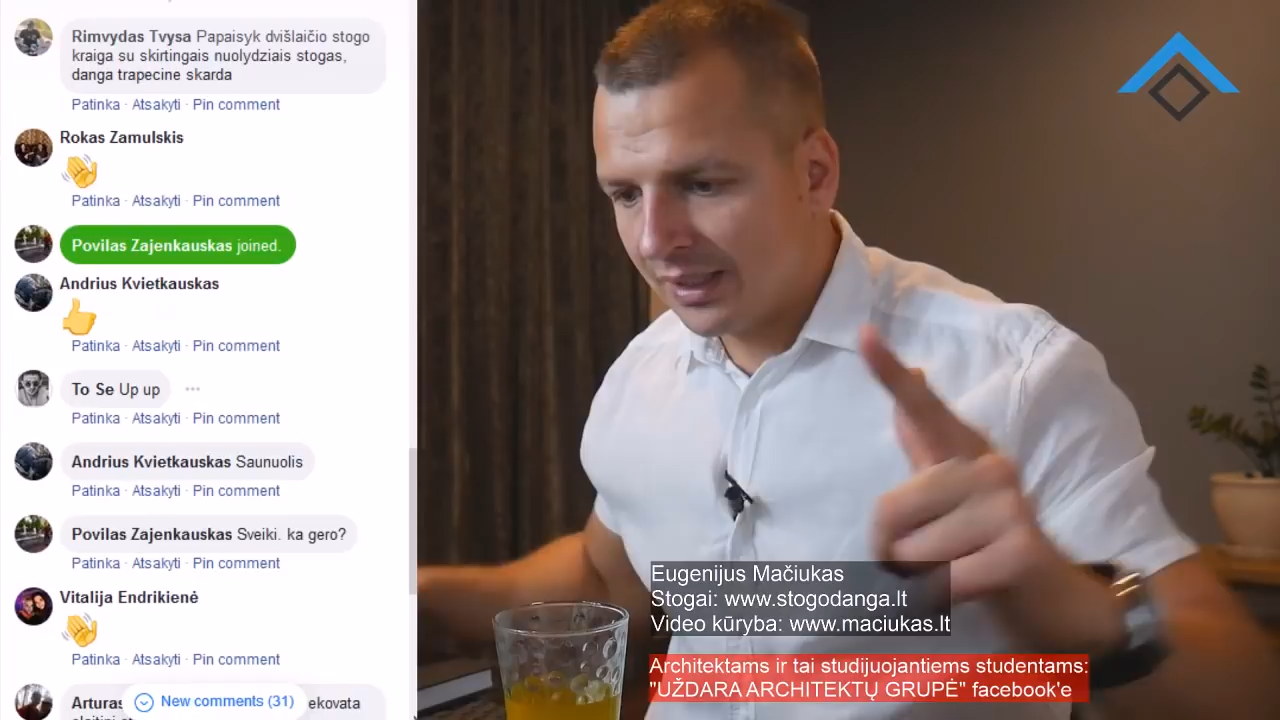 Rimvydas Tvysa Papaisyk dvišlaičio stogo
kraiga su skirtingais nuolydziais stogas,
danga trapecine skarda
Patinka · Atsakyti · Pin comment
Rokas Zamulskis
Patinka · Atsakyti · Pin comment
Povilas Zajenkauskas joined.
Andrius Kvietkauskas
Patinka · Atsakyti · Pin comment
To Se Up up
Patinka · Atsakyti · Pin comment
Andrius Kvietkauskas Saunuolis
Patinka · Atsakyti · Pin comment
Povilas Zajenkauskas Sveiki. ka gero?
Patinka · Atsakyti · Pin comment
Vitalija Endrikienė
Patinka · Atsakyti · Pin comment
Arturas
New comments (31)
ekovata
Eugenijus Mačiukas
Stogai: www.stogodanga.lt
Video kūryba: www.maciukas.lt
Architektams ir tai studijuojantiems studentams:
"UŽDARA ARCHITEKTŲ GRUPĖ" facebook'e